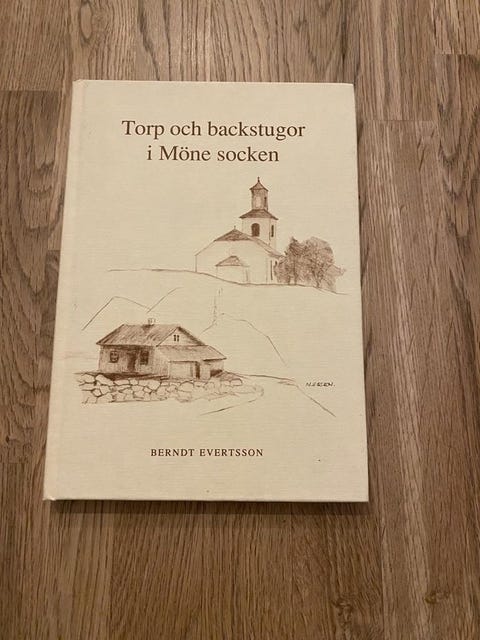 Torp och backstugor
i Möne socken
BERNDT EVERTSSON